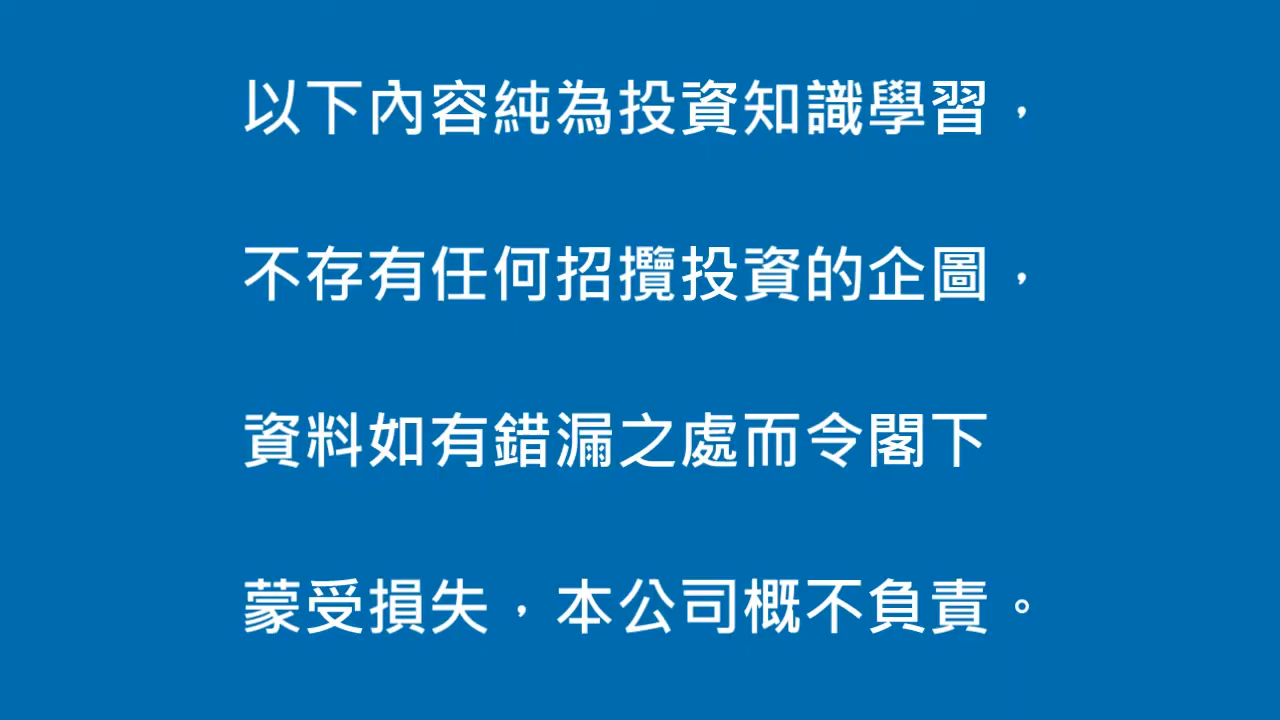 以下內容純為投資知識學習，
不存有任何招攬投資的企圖，
資料如有錯漏之處而令閣下
蒙受損失，本公司概不負責。